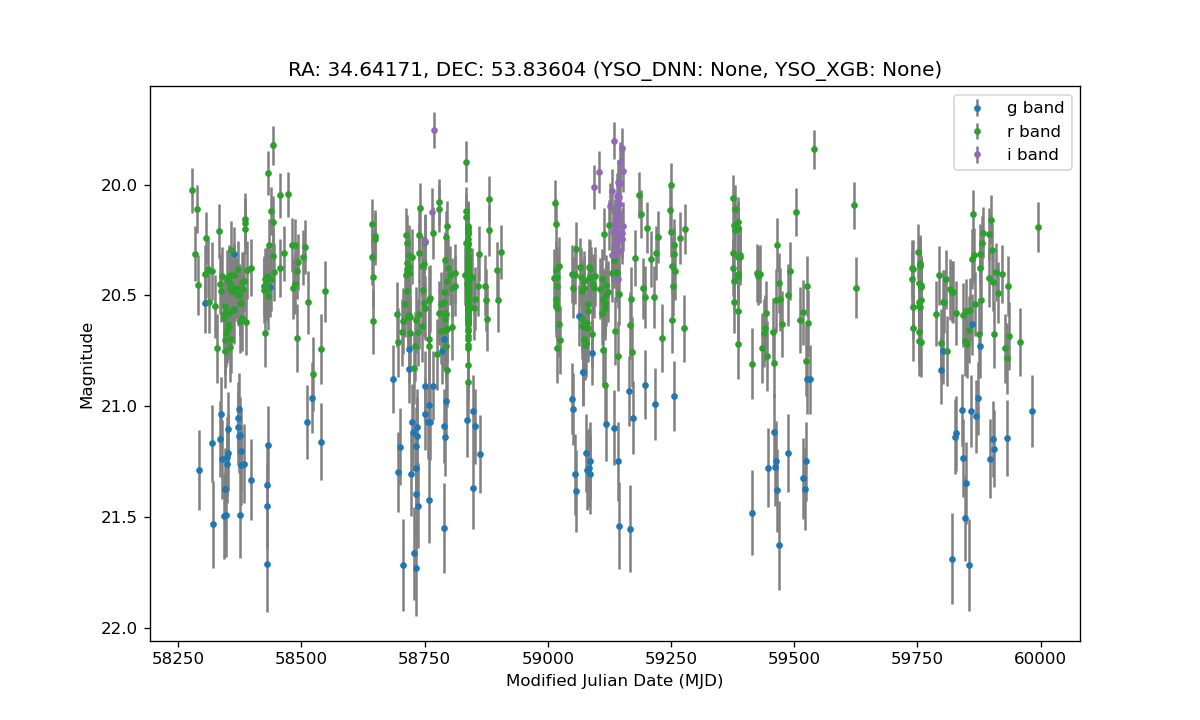 RA: 34.64171, DEC: 53.83604 (YSO_DNN: None, YSO_XGB: None)
g band
r band
i band
20.0
20.5
21.0
21.5
22.0
Magnitude
58250 58500 58750 59000 59250 59500 59750 60000
Modified Julian Date (MJD)